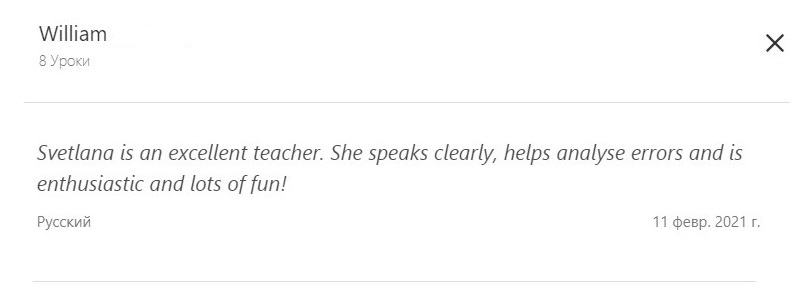 William
8 Уроки
Svetlana is an excellent teacher. She speaks clearly, helps analyse errors and is
enthusiastic and lots of fun!
Русский 11 февр. 2021 г.